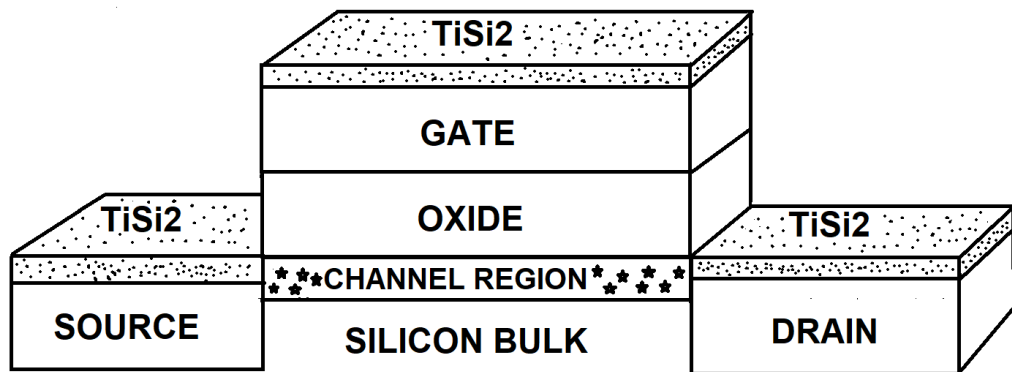 TiSi2
GATE
OXIDE
TiSi2
TiSi2
CHANNEL REGION
SOURCE
SILICON BULK
DRAIN